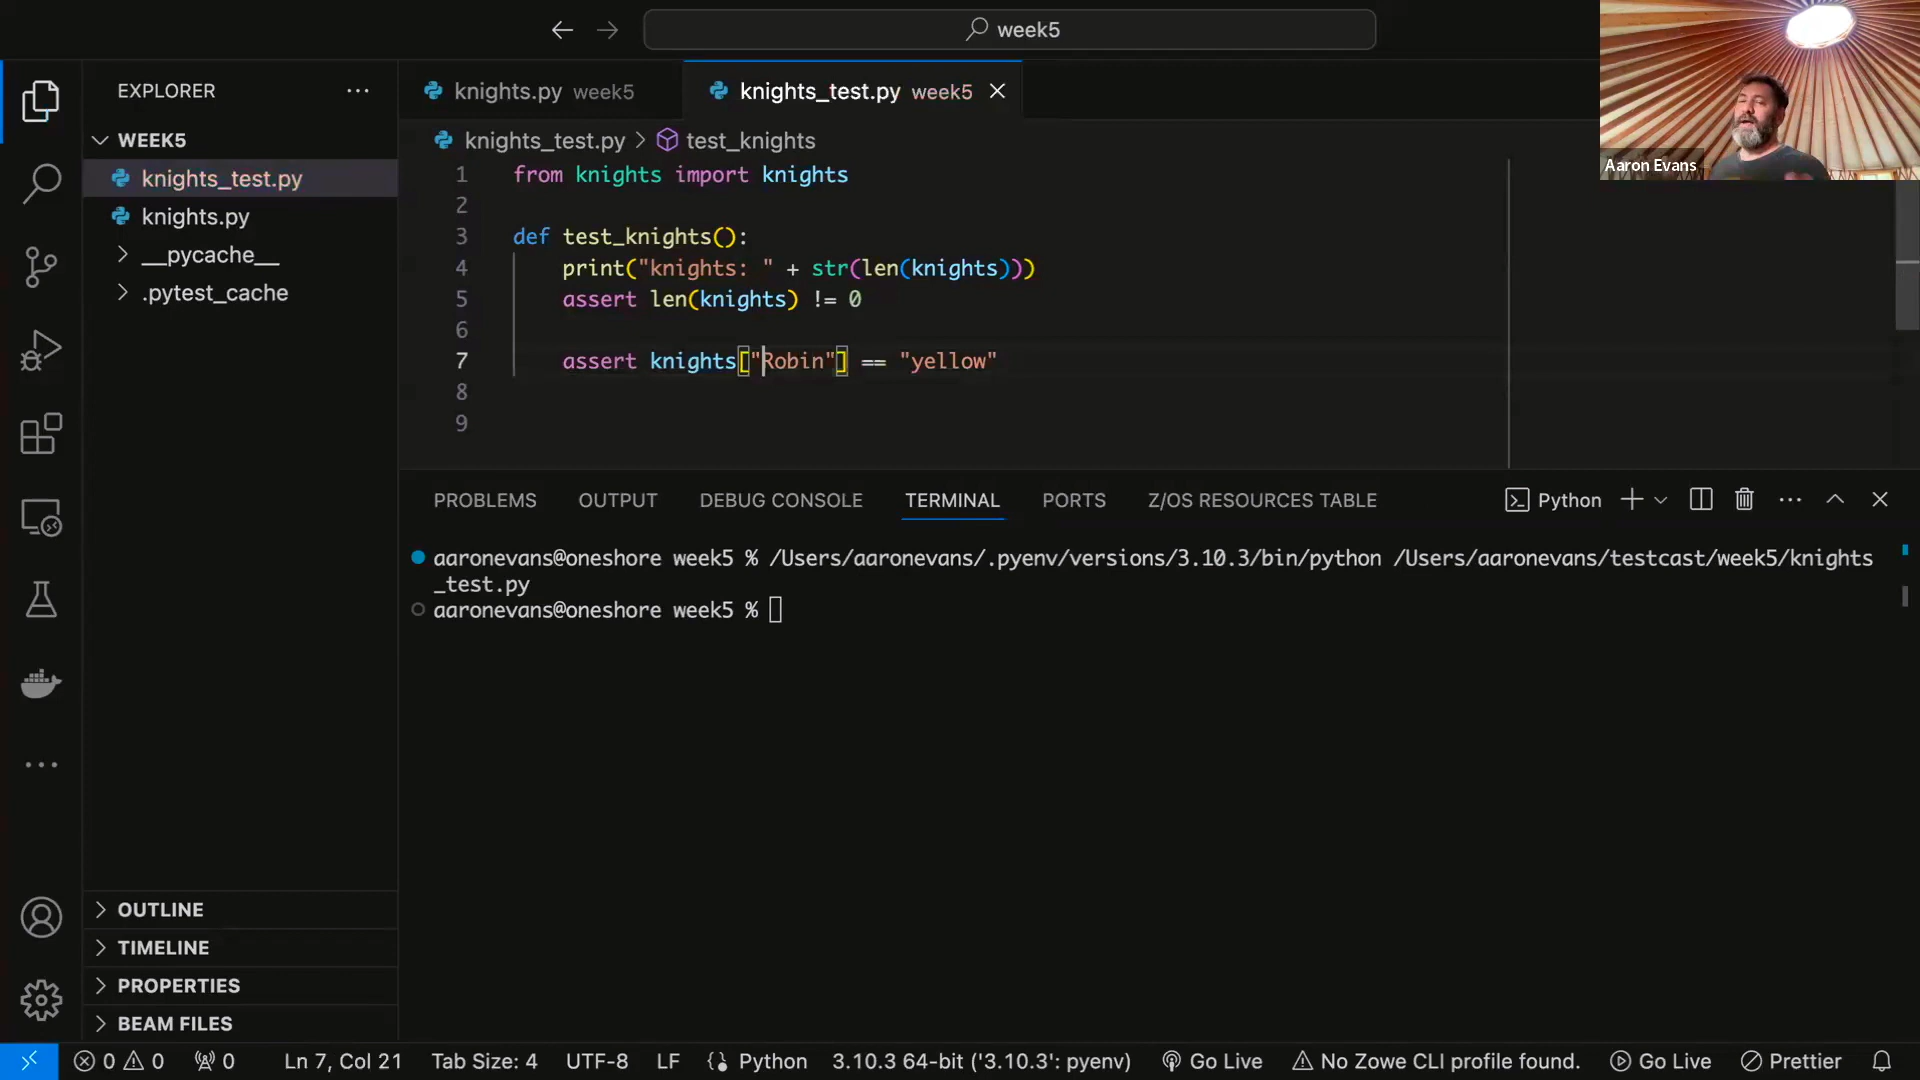 week5
Aaron Evans
EXPLORER
WEEK5
knights_test.py
knights.py
__pycache__
.pytest_cache
OUTLINE
TIMELINE
PROPERTIES
BEAM FILES
knights.py week5
knights_test.py week5
knights_test.py > test_knights
1 from knights import knights
2
3 def test_knights():
4 print("knights: " + str(len(knights)))
5 assert len(knights) != 0
6
7 assert knights["Robin"] == "yellow"
8
9
PROBLEMS OUTPUT DEBUG CONSOLE TERMINAL PORTS Z/OS RESOURCES TABLE Python
aaronevans@oneshore week5 % /Users/aaronevans/.pyenv/versions/3.10.3/bin/python /Users/aaronevans/testcast/week5/knights
_test.py
aaronevans@oneshore week5 %
0 0 0 Ln 7, Col 21 Tab Size: 4 UTF-8 LF Python 3.10.3 64-bit ('3.10.3': pyenv) Go Live No Zowe CLI profile found. Go Live Prettier